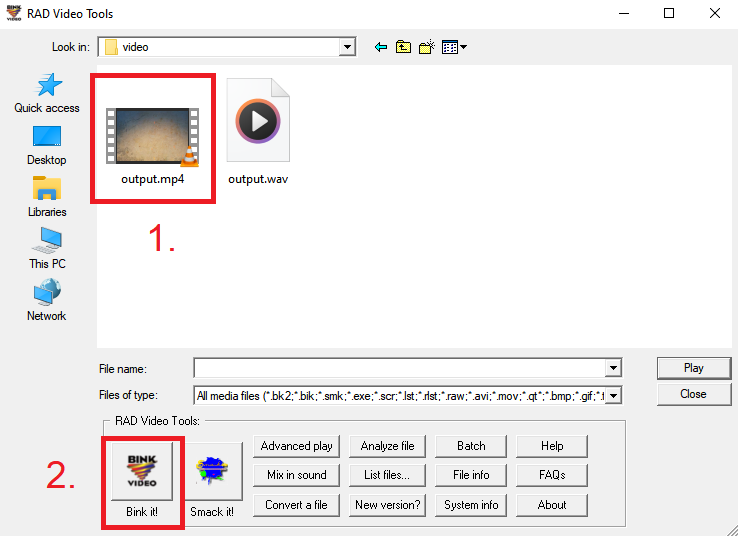 RAD Video Tools
Look in:
video
Quick access
Desktop
Libraries
This PC
Network
output.mp4
output.wav
1.
File name:
Play
Files of type:
All media files (*.bk2;*.bik;*.smk;*.exe;*.scr;*.lst;*.rlst;*.raw;*.avi;*.mov;*.qt*;*.bmp;*.gif;*.t
Close
RAD Video Tools:
2.
BINK
VIDEO
Bink it!
Smack it!
Advanced play
Analyze file
Batch
Help
Mix in sound
List files...
File info
FAQs
Convert a file
New version?
System info
About